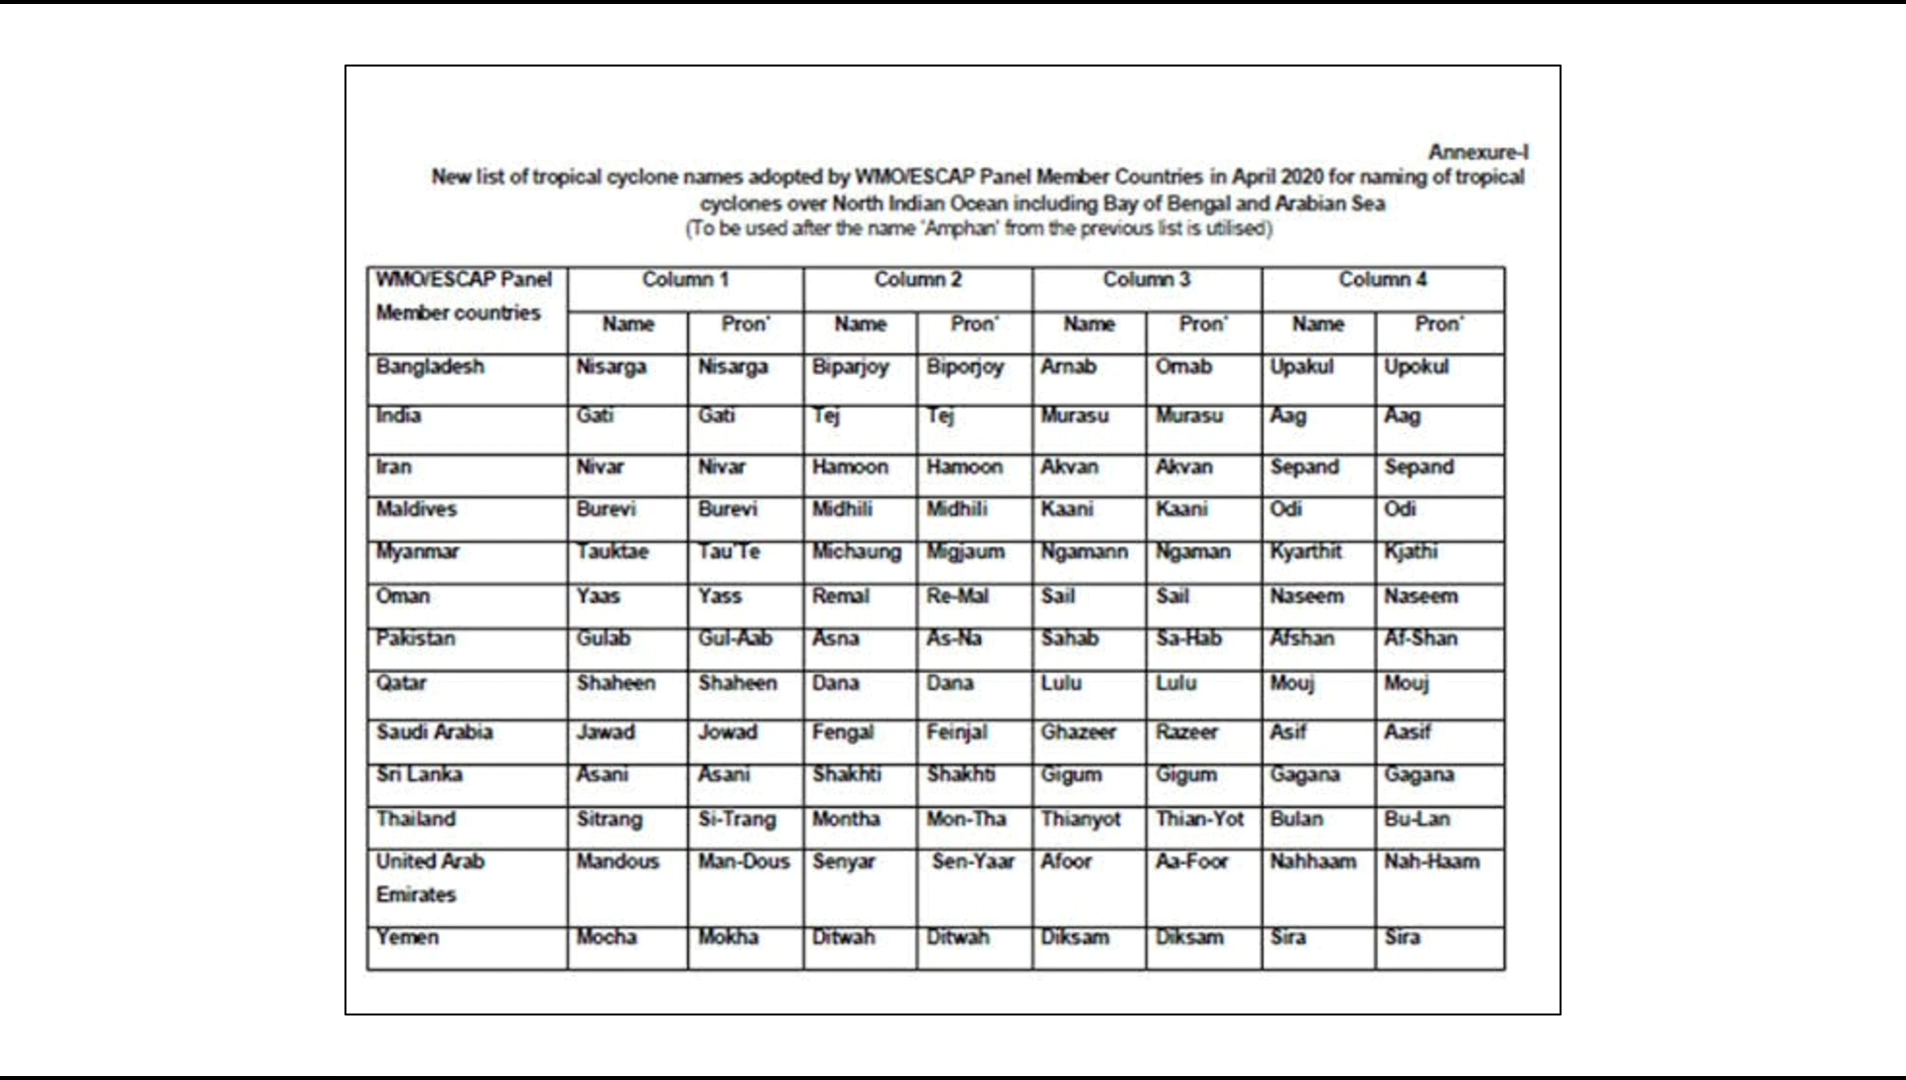 Annexure-I
New list of tropical cyclone names adopted by WMO/ESCAP Panel Member Countries in April 2020 for naming of tropical
cyclones over North Indian Ocean including Bay of Bengal and Arabian Sea
(To be used after the name 'Amphan' from the previous list is utilised)
WMO/ESCAP Panel Column 1 Column 2 Column 3 Column 4
Member countries
Name Pron* Name Pron* Name Pron* Name Pron*
Bangladesh Nisarga Nisarga Biparjoy Biporjoy Arnab Ornab Upakul Upokul
India Gati Gati Tej Tej Murasu Murasu Aag Aag
Iran Nivar Nivar Hamoon Hamoon Akvan Akvan Sepand Sepand
Maldives Burevi Burevi Midhili Midhili Kaani Kaani Odi Odi
Myanmar Tauktae Tau'Te Michaung Migjaum Ngamann Ngaman Kyarthit Kjathi
Oman Yaas Yass Remal Re-Mal Sail Sail Naseem Naseem
Pakistan Gulab Gul-Aab Asna As-Na Sahab Sa-Hab Afshan Af-Shan
Qatar Shaheen Shaheen Dana Dana Lulu Lulu Mouj Mouj
Saudi Arabia Jawad Jowad Fengal Feinjal Ghazeer Razeer Asif Aasif
Sri Lanka Asani Asani Shakhti Shakhti Gigum Gigum Gagana Gagana
Thailand Sitrang Si-Trang Montha Mon-Tha Thianyot Thian-Yot Bulan Bu-Lan
United Arab Mandous Man-Dous Senyar Sen-Yaar Afoor Aa-Foor Nahhaam Nah-Haam
Emirates
Yemen Mocha Mokha Ditwah Ditwah Diksam Diksam Sira Sira